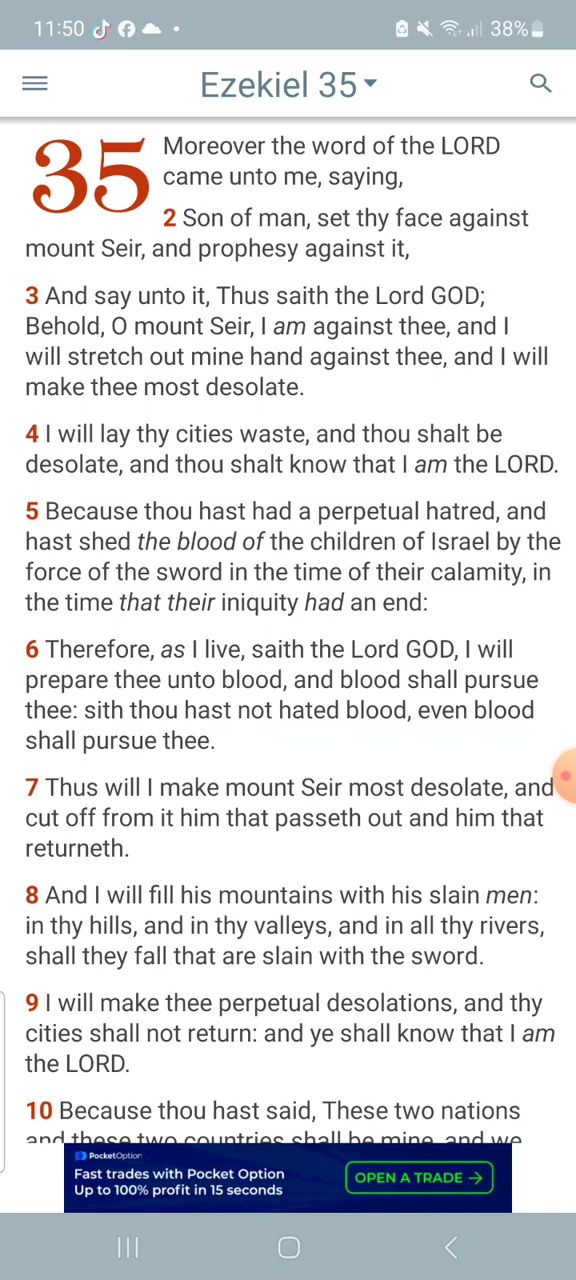 11:50
38%
Ezekiel 35
35 Moreover the word of the LORD
came unto me, saying,
2 Son of man, set thy face against
mount Seir, and prophesy against it,
3 And say unto it, Thus saith the Lord GOD;
Behold, O mount Seir, I am against thee, and I
will stretch out mine hand against thee, and I will
make thee most desolate.
4 I will lay thy cities waste, and thou shalt be
desolate, and thou shalt know that I am the LORD.
5 Because thou hast had a perpetual hatred, and
hast shed the blood of the children of Israel by the
force of the sword in the time of their calamity, in
the time that their iniquity had an end:
6 Therefore, as I live, saith the Lord GOD, I will
prepare thee unto blood, and blood shall pursue
thee: sith thou hast not hated blood, even blood
shall pursue thee.
7 Thus will I make mount Seir most desolate, and
cut off from it him that passeth out and him that
returneth.
8 And I will fill his mountains with his slain men:
in thy hills, and in thy valleys, and in all thy rivers,
shall they fall that are slain with the sword.
9 I will make thee perpetual desolations, and thy
cities shall not return: and ye shall know that I am
the LORD.
10 Because thou hast said, These two nations
and these two countries shall be mine, and we
PocketOption
Fast trades with Pocket Option
Up to 100% profit in 15 seconds
OPEN A TRADE →